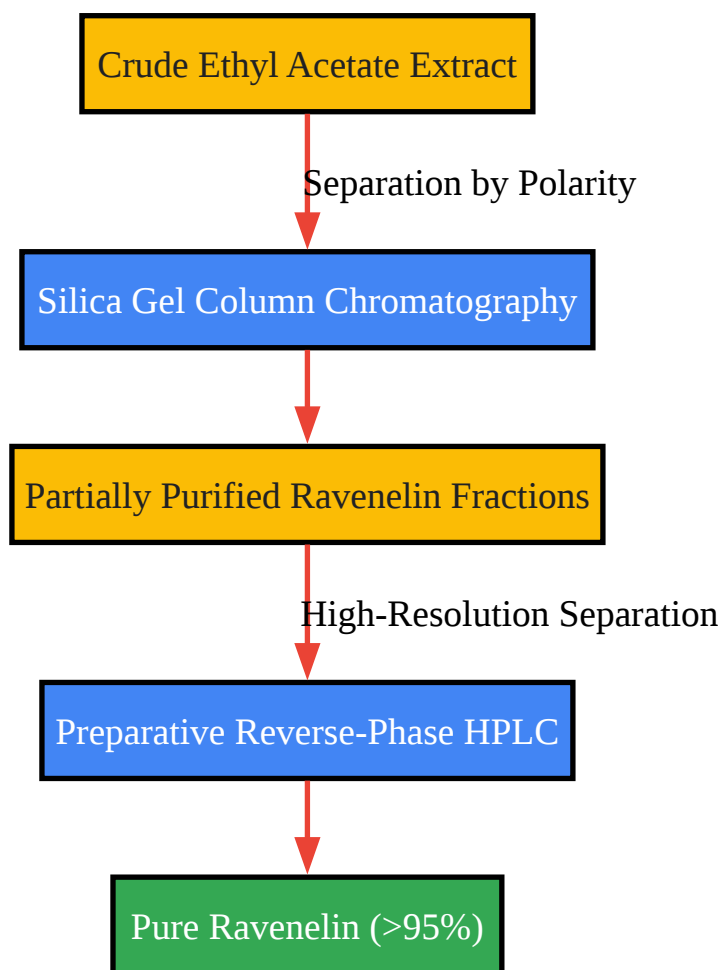 Crude Ethyl Acetate Extract
Separation by Polarity
Silica Gel Column Chromatography
Partially Purified Ravenelin Fractions
High-Resolution Separation
Preparative Reverse-Phase HPLC
Pure Ravenelin (>95%)